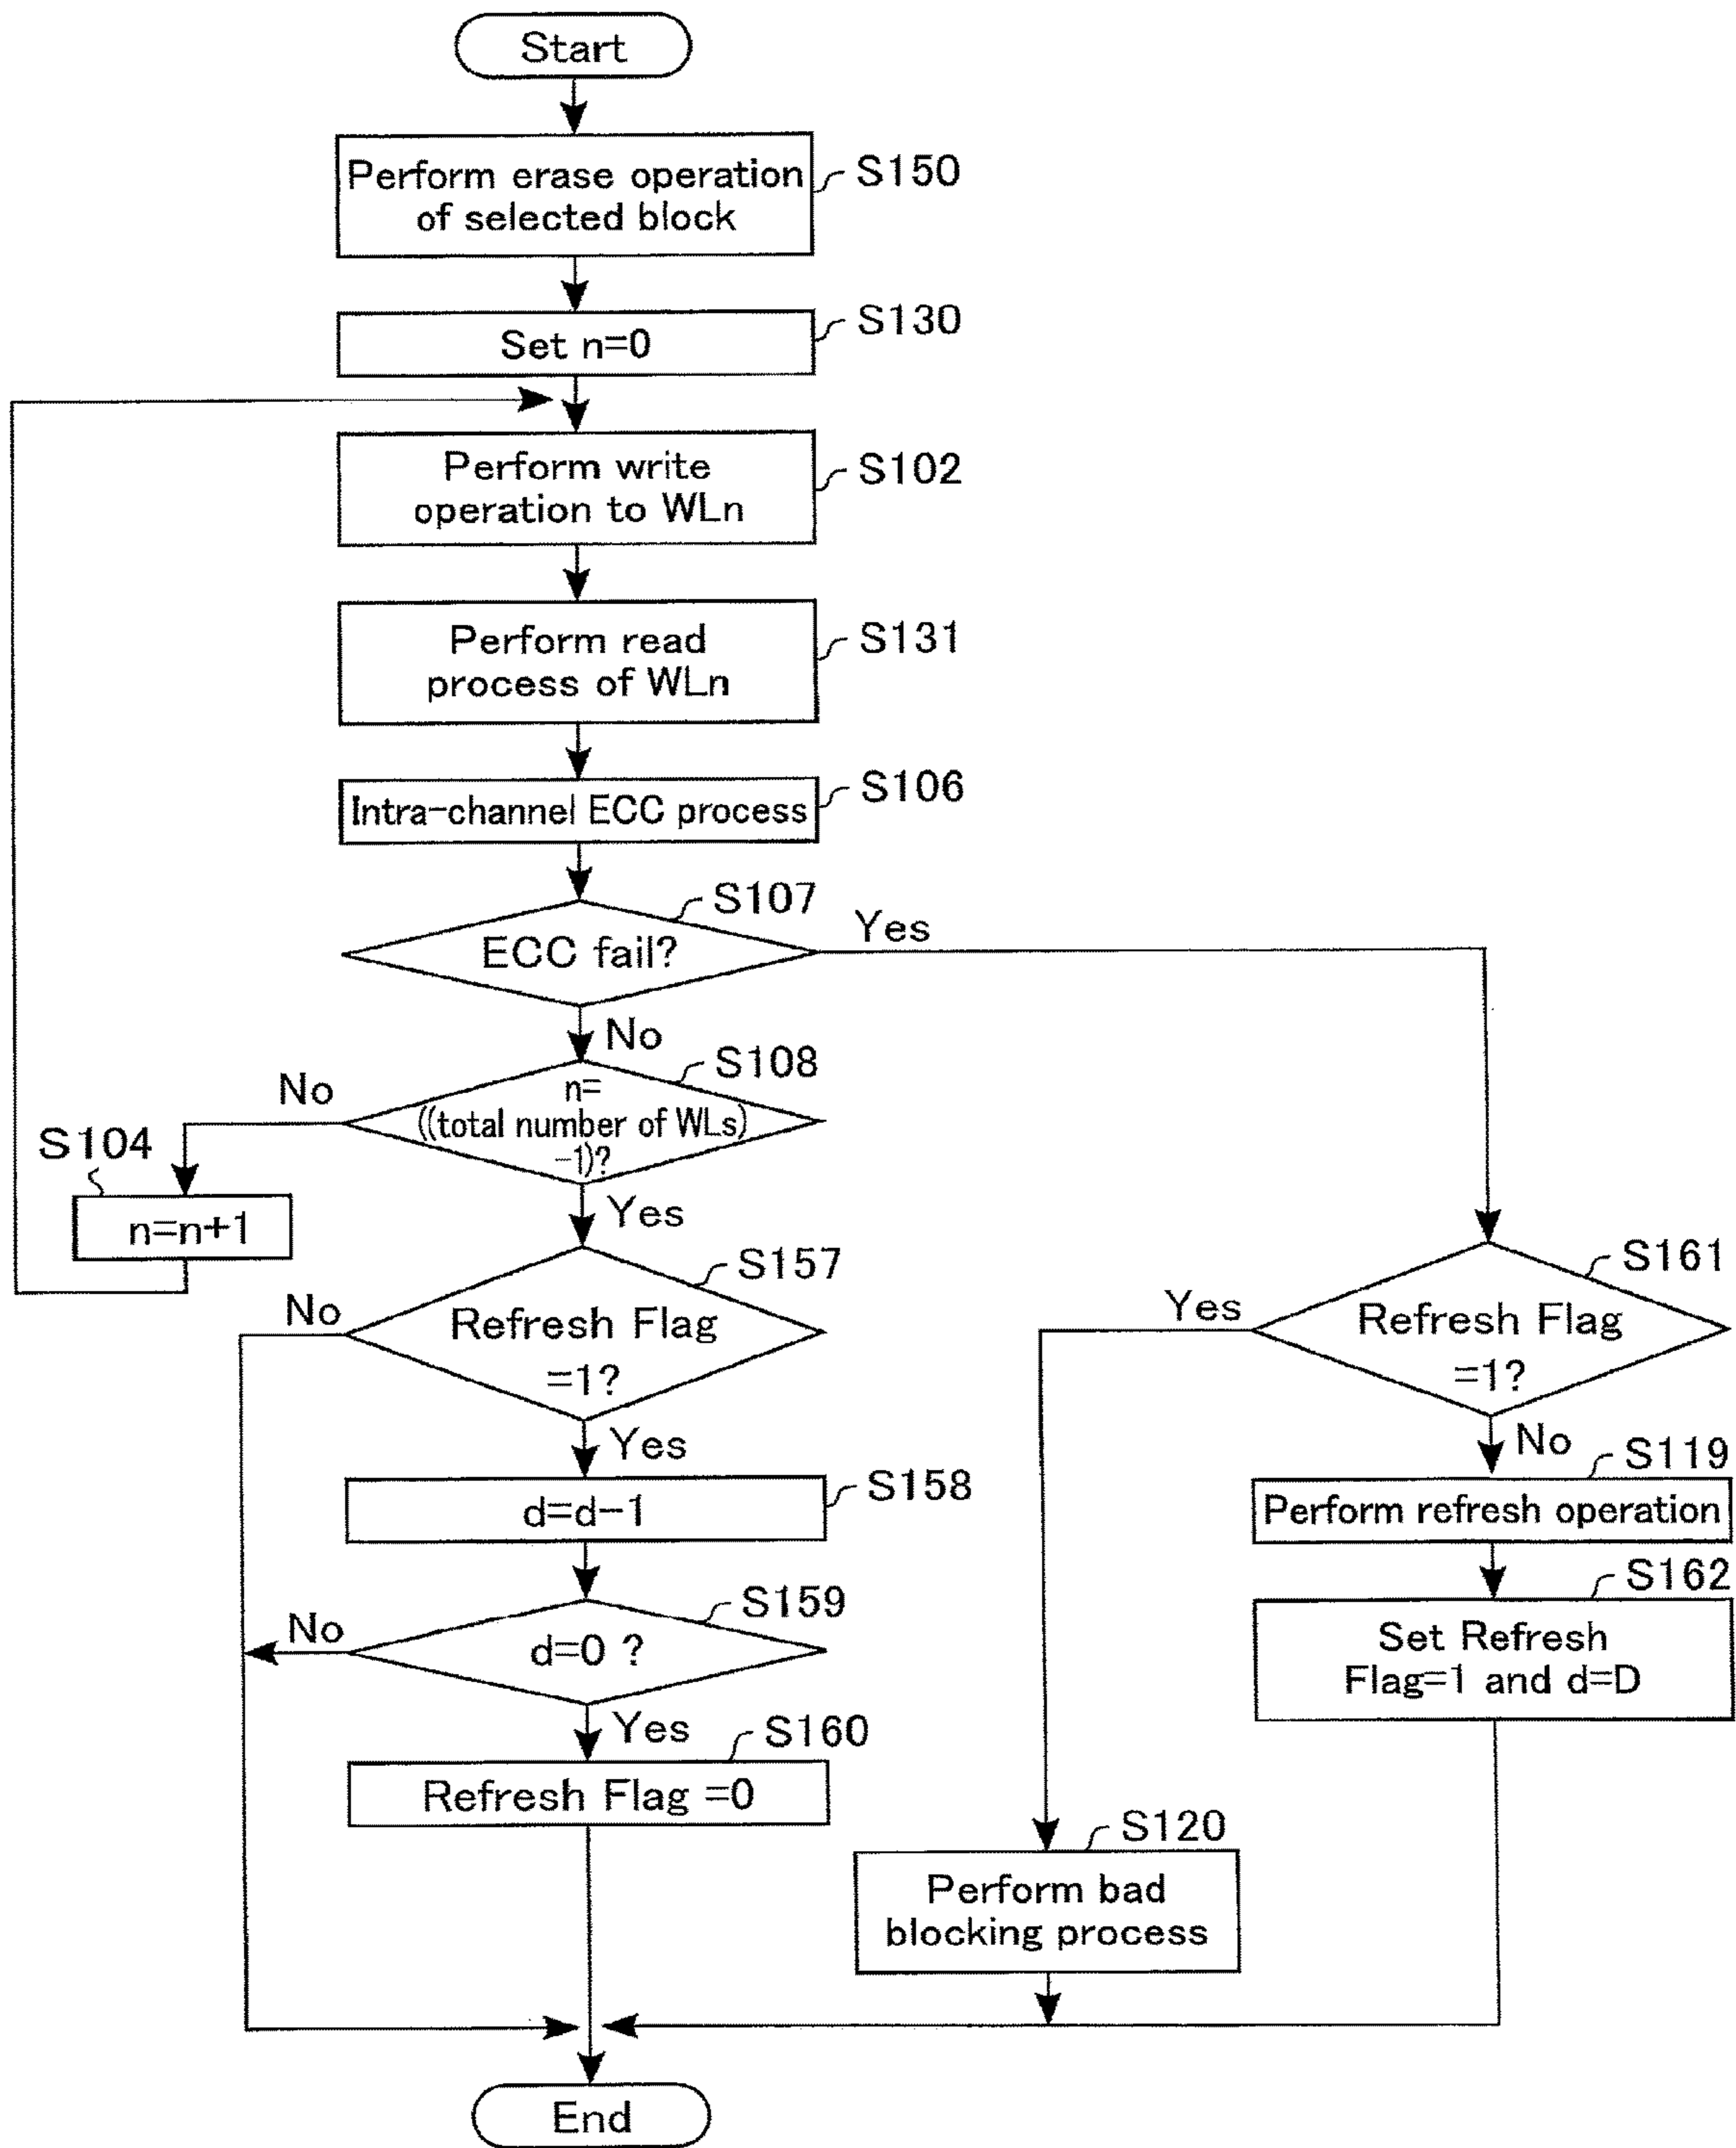 Start
Perform erase operation
of selected block
S150
Set n=0
S130
Perform write
operation to WLn
S102
Perform read
process of WLn
S131
Intra-channel ECC process
S106
ECC fail?
S107
Yes
No
n=
((total number of WLs)
-1)?
S108
No
S104
n=n+1
Yes
Refresh Flag
=1?
S157
No
Yes
d=d-1
S158
d=0 ?
S159
No
Yes
Refresh Flag =0
S160
Refresh Flag
=1?
S161
Yes
No
S119
Perform refresh operation
S162
Set Refresh
Flag=1 and d=D
S120
Perform bad
blocking process
End